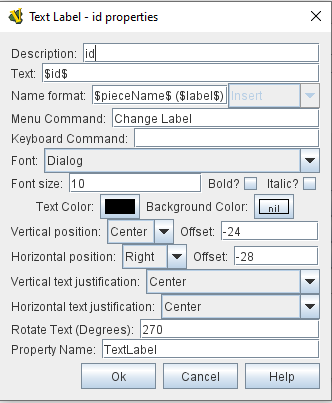 Text Label - id properties
Description: id
Text: $id$
Name format: $pieceName$ ($label$) Insert
Menu Command: Change Label
Keyboard Command:
Font: Dialog
Font size: 10 Bold? Italic?
Text Color: Background Color: nil
Vertical position: Center Offset: -24
Horizontal position: Right Offset: -28
Vertical text justification: Center
Horizontal text justification: Center
Rotate Text (Degrees): 270
Property Name: TextLabel
Ok Cancel Help